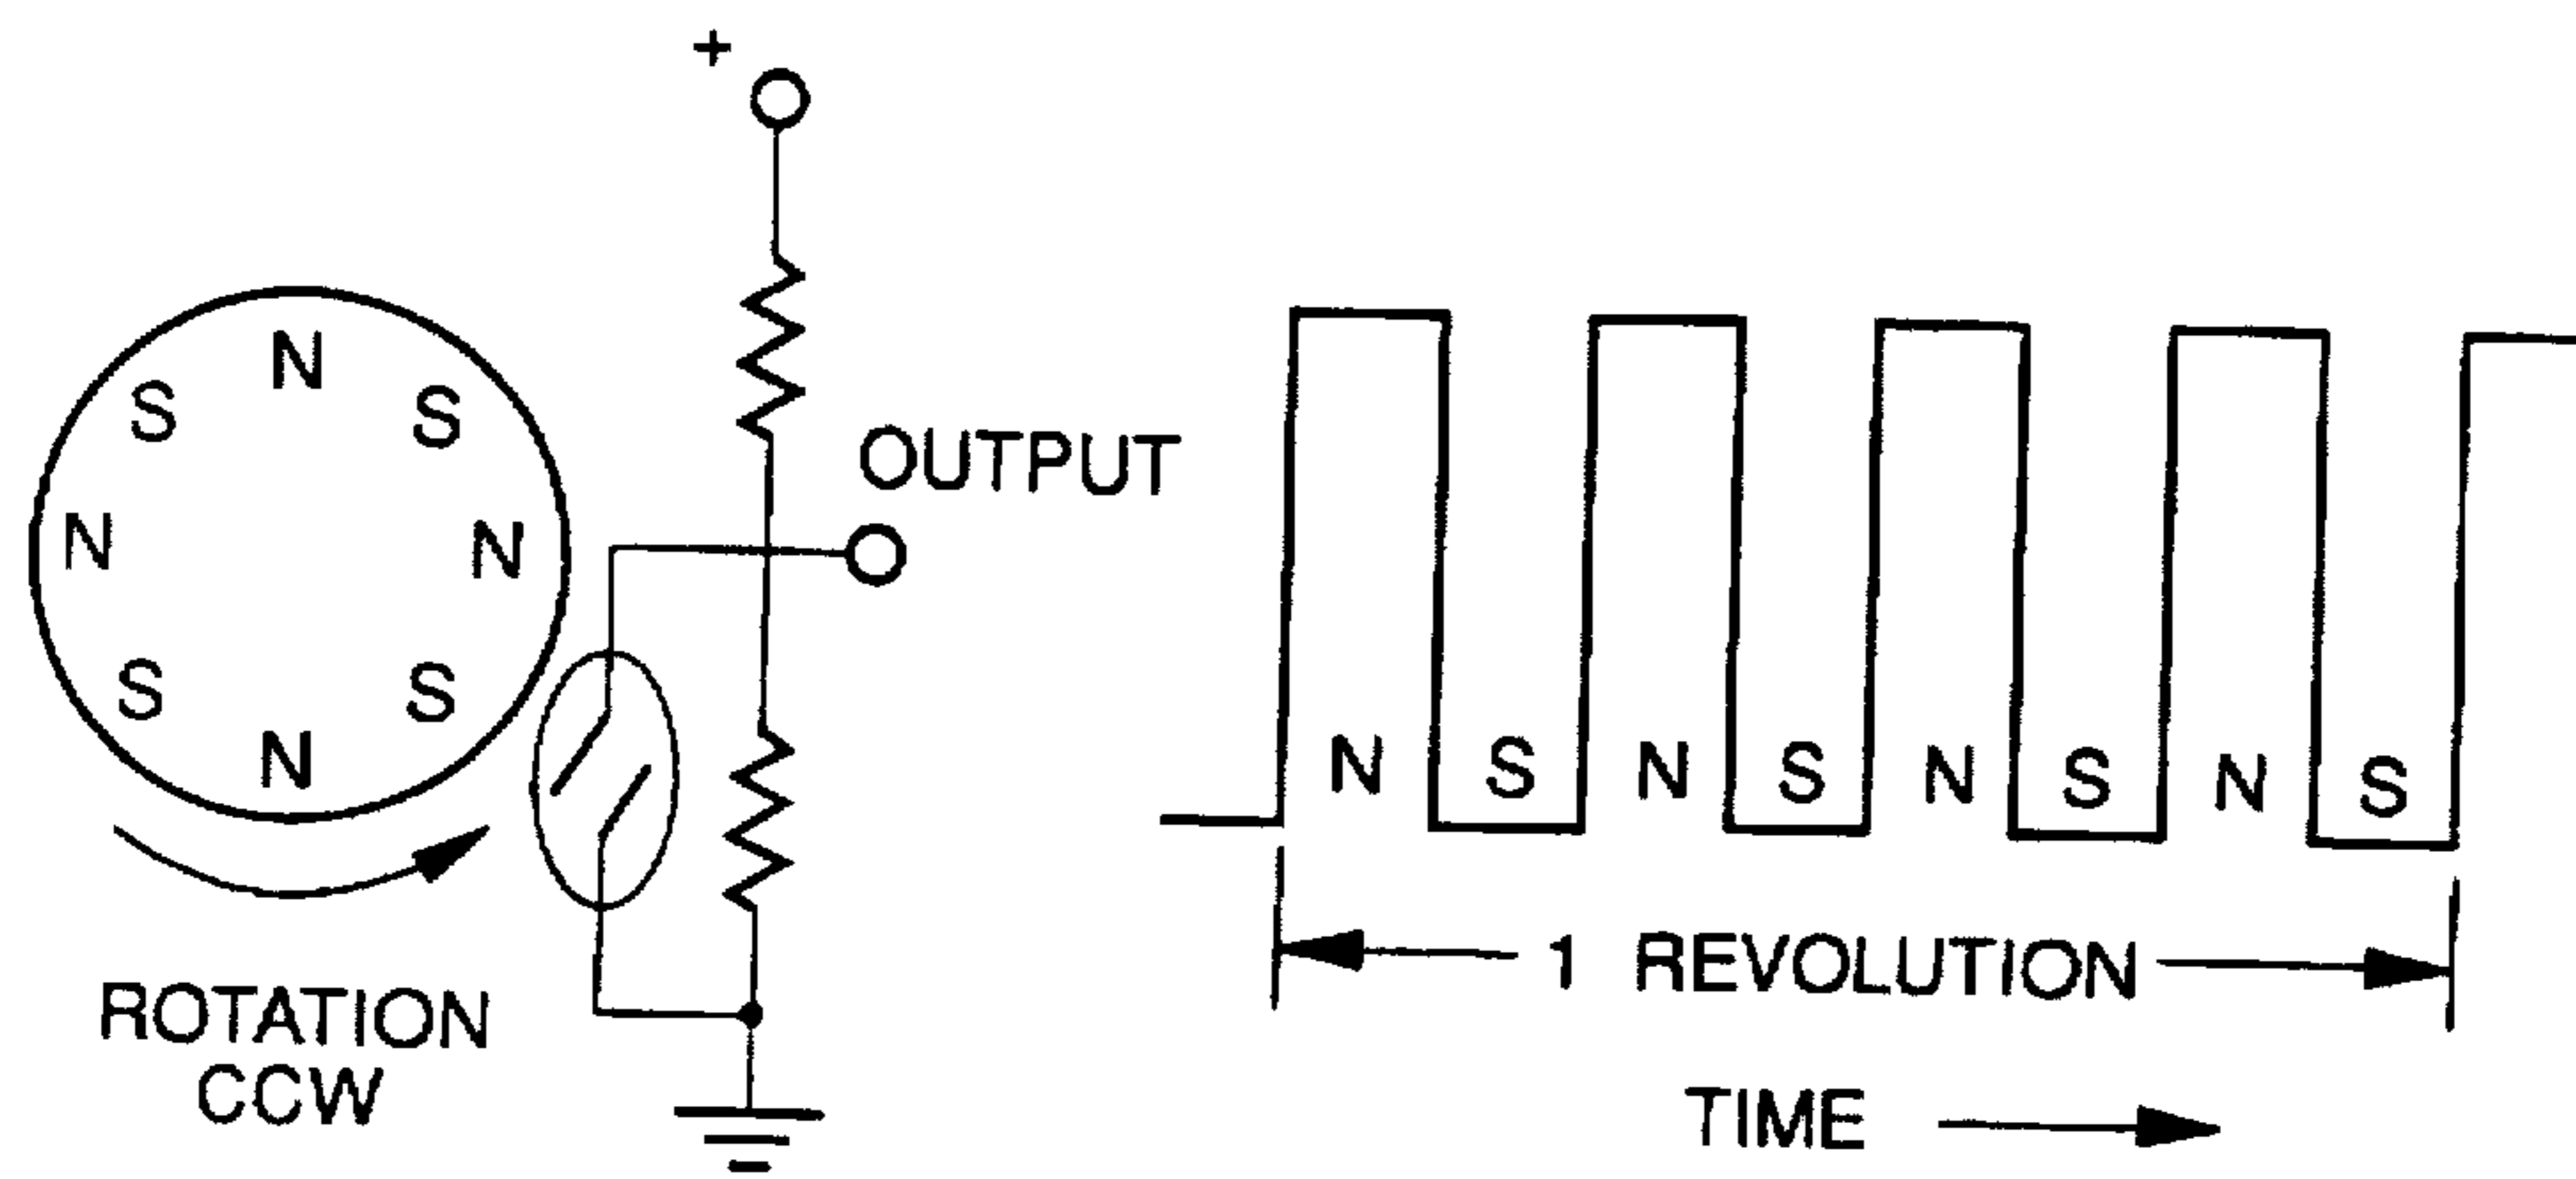 +
N
S
S
OUTPUT
N
N
S
S
N
N S N S N S N S
1 REVOLUTION
ROTATION
CCW
TIME